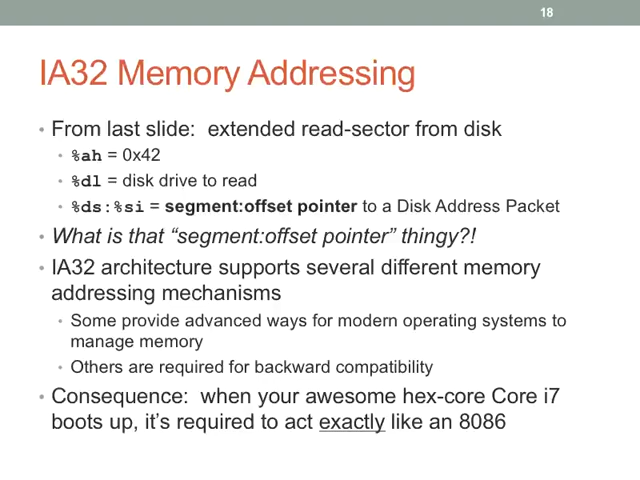 18
IA32 Memory Addressing
• From last slide:  extended read-sector from disk
• %ah = 0x42
• %dl = disk drive to read
• %ds:%si = segment:offset pointer to a Disk Address Packet
• What is that “segment:offset pointer” thingy?!
• IA32 architecture supports several different memory
addressing mechanisms
• Some provide advanced ways for modern operating systems to
manage memory
• Others are required for backward compatibility
• Consequence:  when your awesome hex-core Core i7
boots up, it’s required to act exactly like an 8086